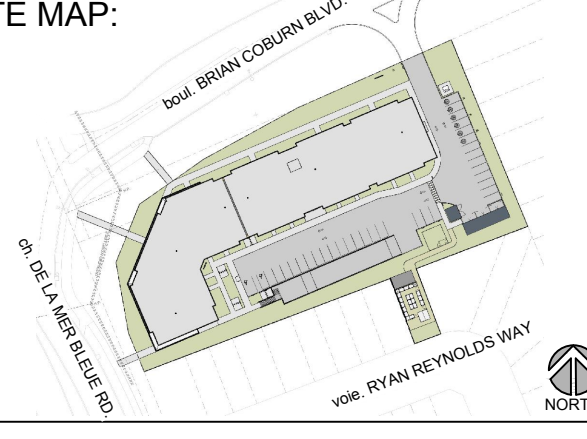 TE MAP:
boul. BRIAN COBURN BLVD.
ch. DE LA MER BLEUE RD.
voie. RYAN REYNOLDS WAY
NORT